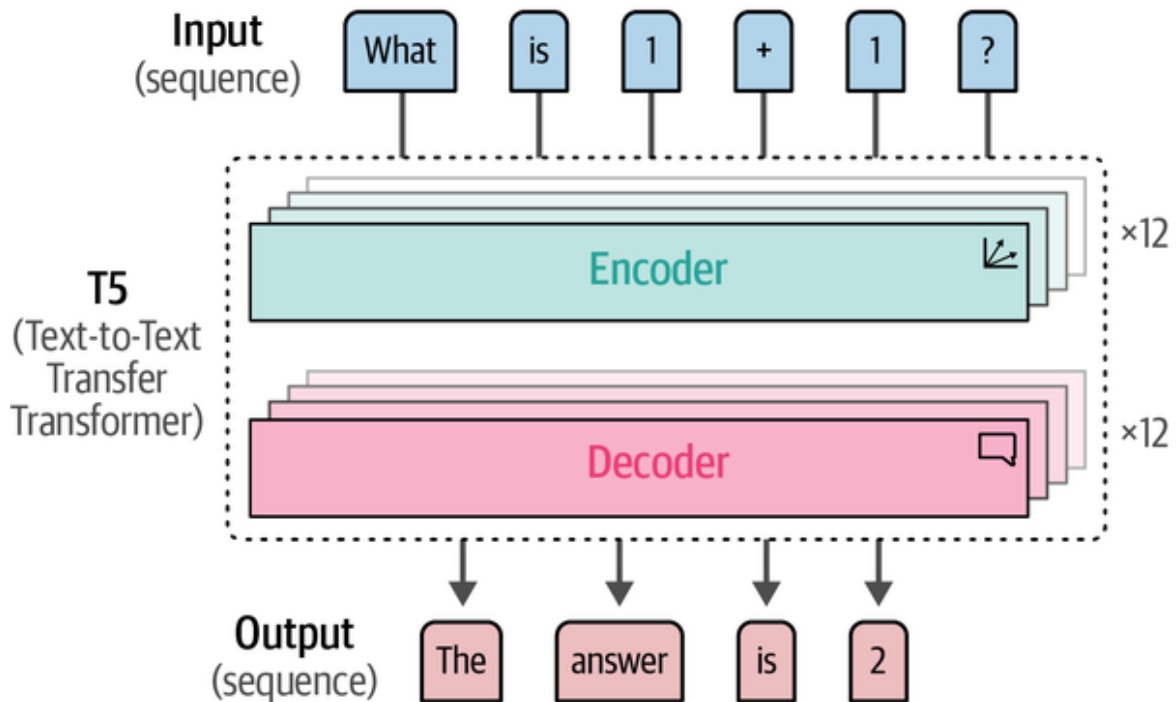 Input
(sequence)
What is 1 + 1 ?
T5
(Text-to-Text
Transfer
Transformer)
Encoder
×12
Decoder
×12
Output
(sequence)
The answer is 2